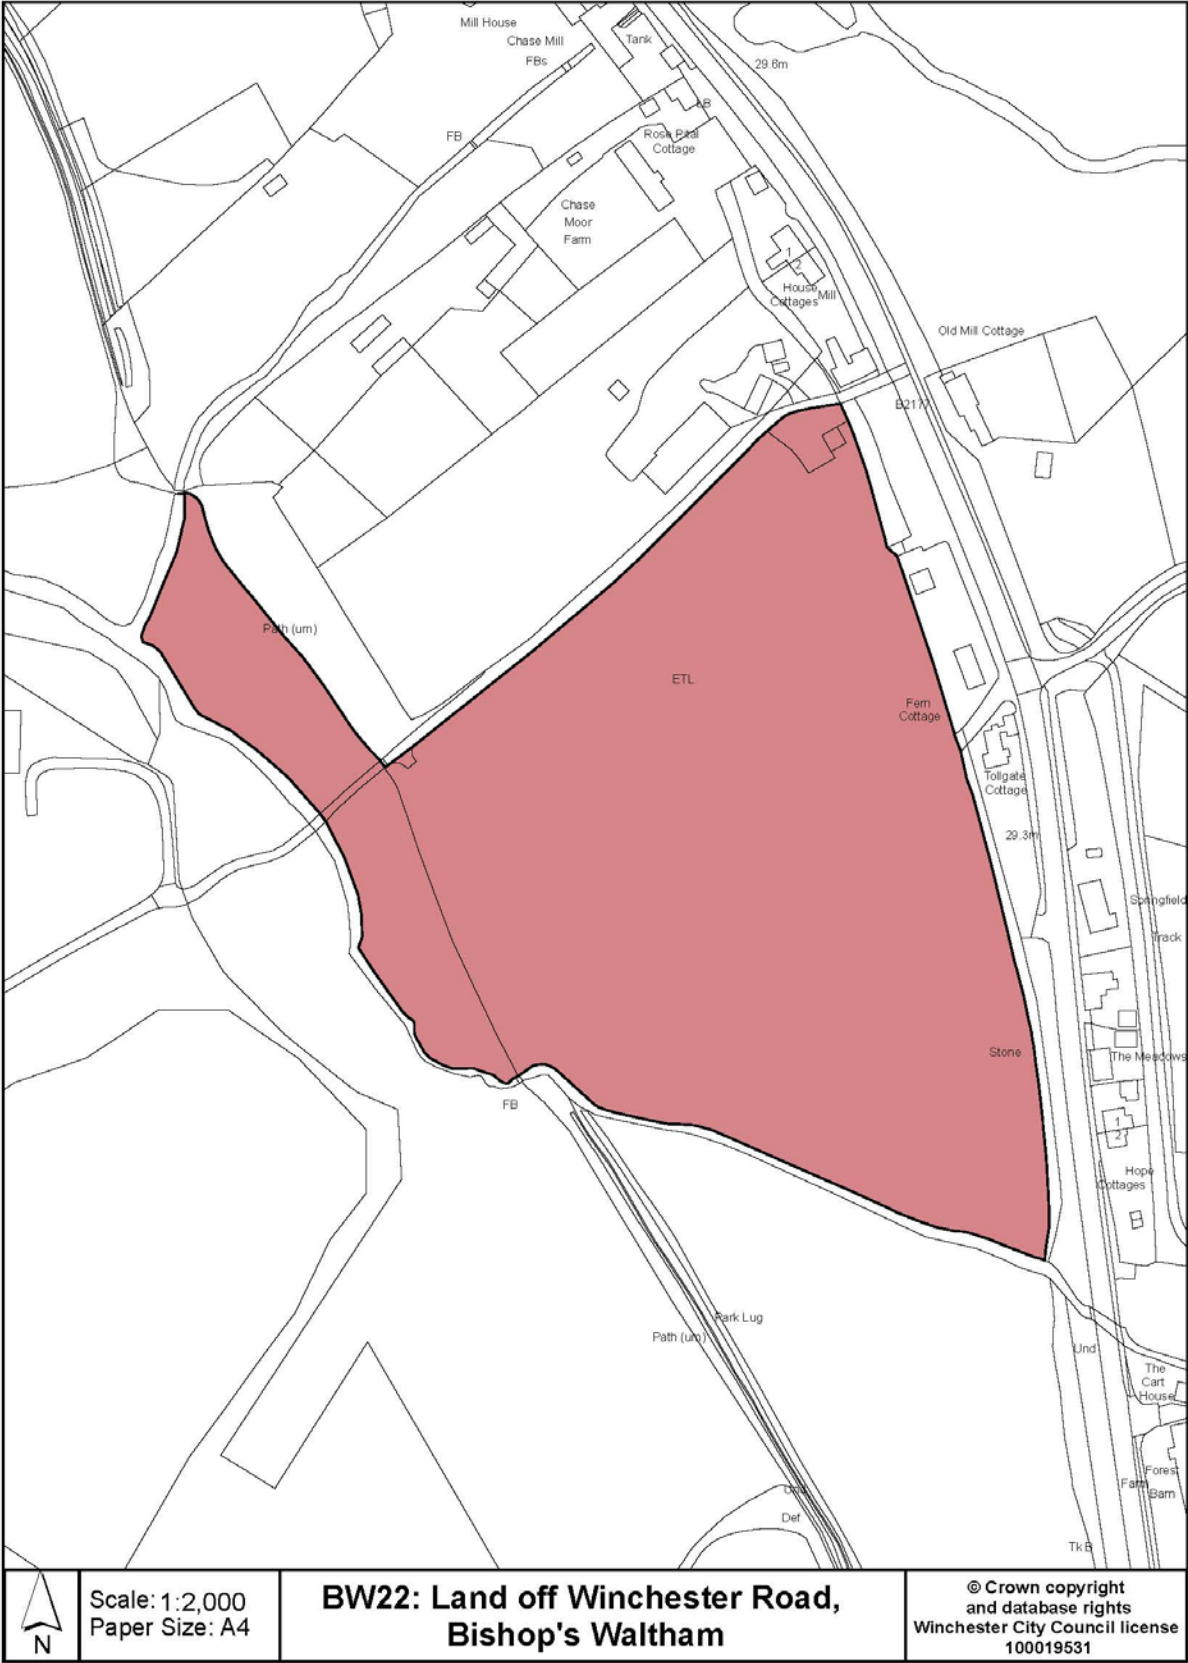 Mill House
Chase Mill
FBs
Tank
29.6m
FB
LB
Rose Pital
Cottage
Chase
Moor
Farm
1
2
House
Cottages
Mill
Old Mill Cottage
B2177
Path (um)
ETL
Fern
Cottage
Tollgate
Cottage
29.3m
Springfield
Track
Stone
The Meadows
FB
1
2
Hope
Cottages
Park Lug
Path (um)
Und
The
Cart
House
Farm
Forest
Barn
Und
Def
Tk B
N
Scale: 1:2,000
Paper Size: A4
BW22: Land off Winchester Road,
Bishop's Waltham
© Crown copyright
and database rights
Winchester City Council license
100019531